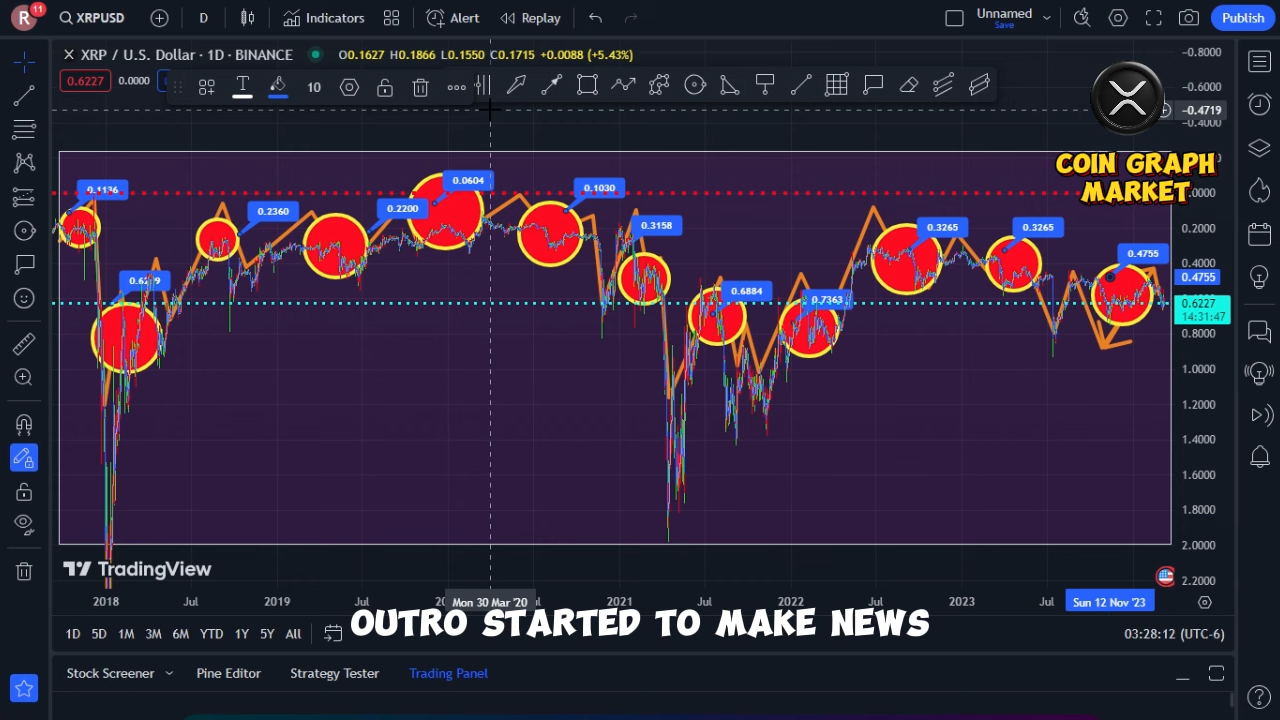 R 11 XRPUSD D Indicators Alert Replay Unnamed Save Publish
XRP / U.S. Dollar · 1D · BINANCE O0.1627 H0.1866 L0.1550 C0.1715 +0.0088 (+5.43%)
0.6227 0.0000
T 10
−0.8000
−0.4719
COIN GRAPH
MARKET
0.1136
0.2360
0.2200
0.0604
0.1030
0.3158
0.6884
0.7363
0.3265
0.3265
0.4755
0.2000
0.4000
0.4755
0.6227
14:31:47
0.8000
1.0000
1.2000
1.4000
1.6000
1.8000
2.0000
2.2000
TradingView
2018 Jul 2019 Jul Mon 30 Mar '20 2021 Jul 2022 Jul 2023 Jul Sun 12 Nov '23
OUTRO STARTED TO MAKE NEWS
1D 5D 1M 3M 6M YTD 1Y 5Y All 03:28:12 (UTC-6)
Stock Screener Pine Editor Strategy Tester Trading Panel